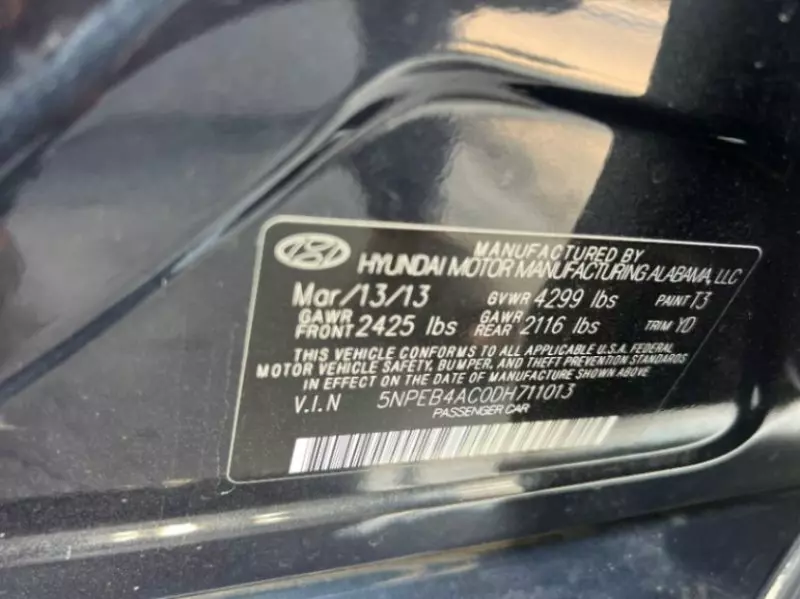 MANUFACTURED BY
HYUNDAI MOTOR MANUFACTURING ALABAMA, LLC
Mar/13/13 GVWR 4299 lbs PAINT T3
GAWR FRONT 2425 lbs GAWR REAR 2116 lbs TRIM YD
THIS VEHICLE CONFORMS TO ALL APPLICABLE U.S.A. FEDERAL
MOTOR VEHICLE SAFETY, BUMPER, AND THEFT PREVENTION STANDARDS
IN EFFECT ON THE DATE OF MANUFACTURE SHOWN ABOVE
V.I.N 5NPEB4AC0DH711013
PASSENGER CAR